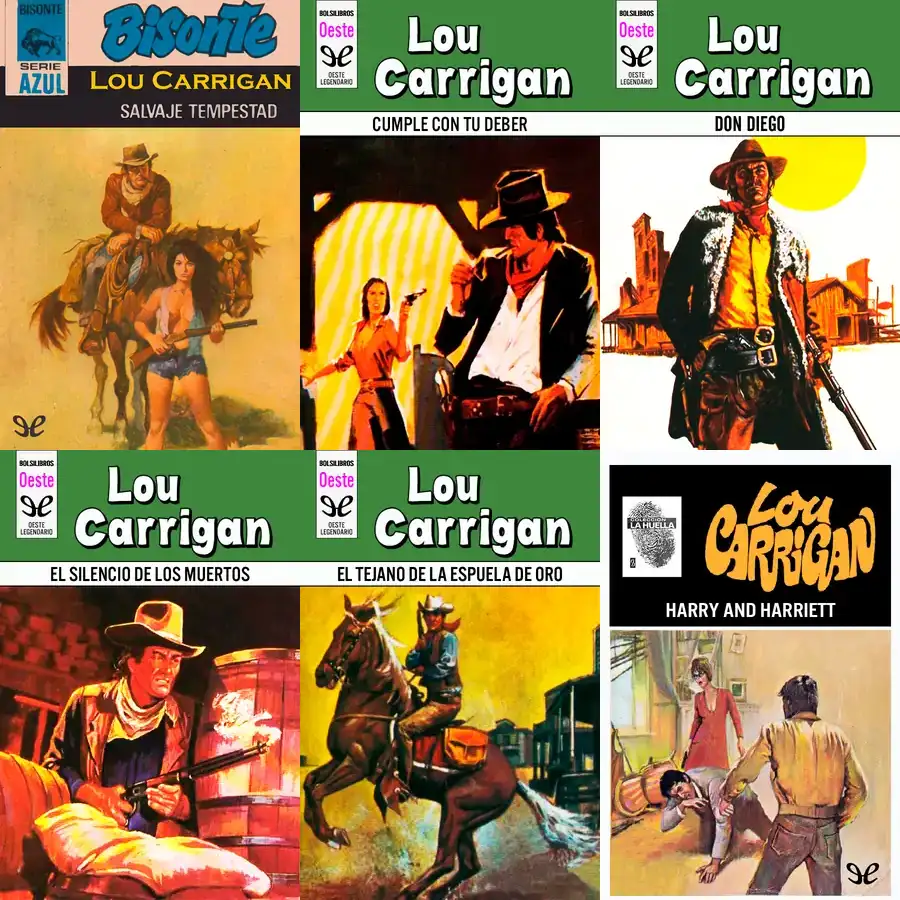 BISONTE
SERIE
AZUL
BISONTE
LOU CARRIGAN
SALVAJE TEMPESTAD
BOLSILIBROS
Oeste
OESTE
LEGENDARIO
Lou
Carrigan
CUMPLE CON TU DEBER
BOLSILIBROS
Oeste
OESTE
LEGENDARIO
Lou
Carrigan
DON DIEGO
BOLSILIBROS
Oeste
OESTE
LEGENDARIO
Lou
Carrigan
EL SILENCIO DE LOS MUERTOS
BOLSILIBROS
Oeste
OESTE
LEGENDARIO
Lou
Carrigan
EL TEJANO DE LA ESPUELA DE ORO
COLECCION
LA HUELLA
LOU
CARRIGAN
HARRY AND HARRIETT